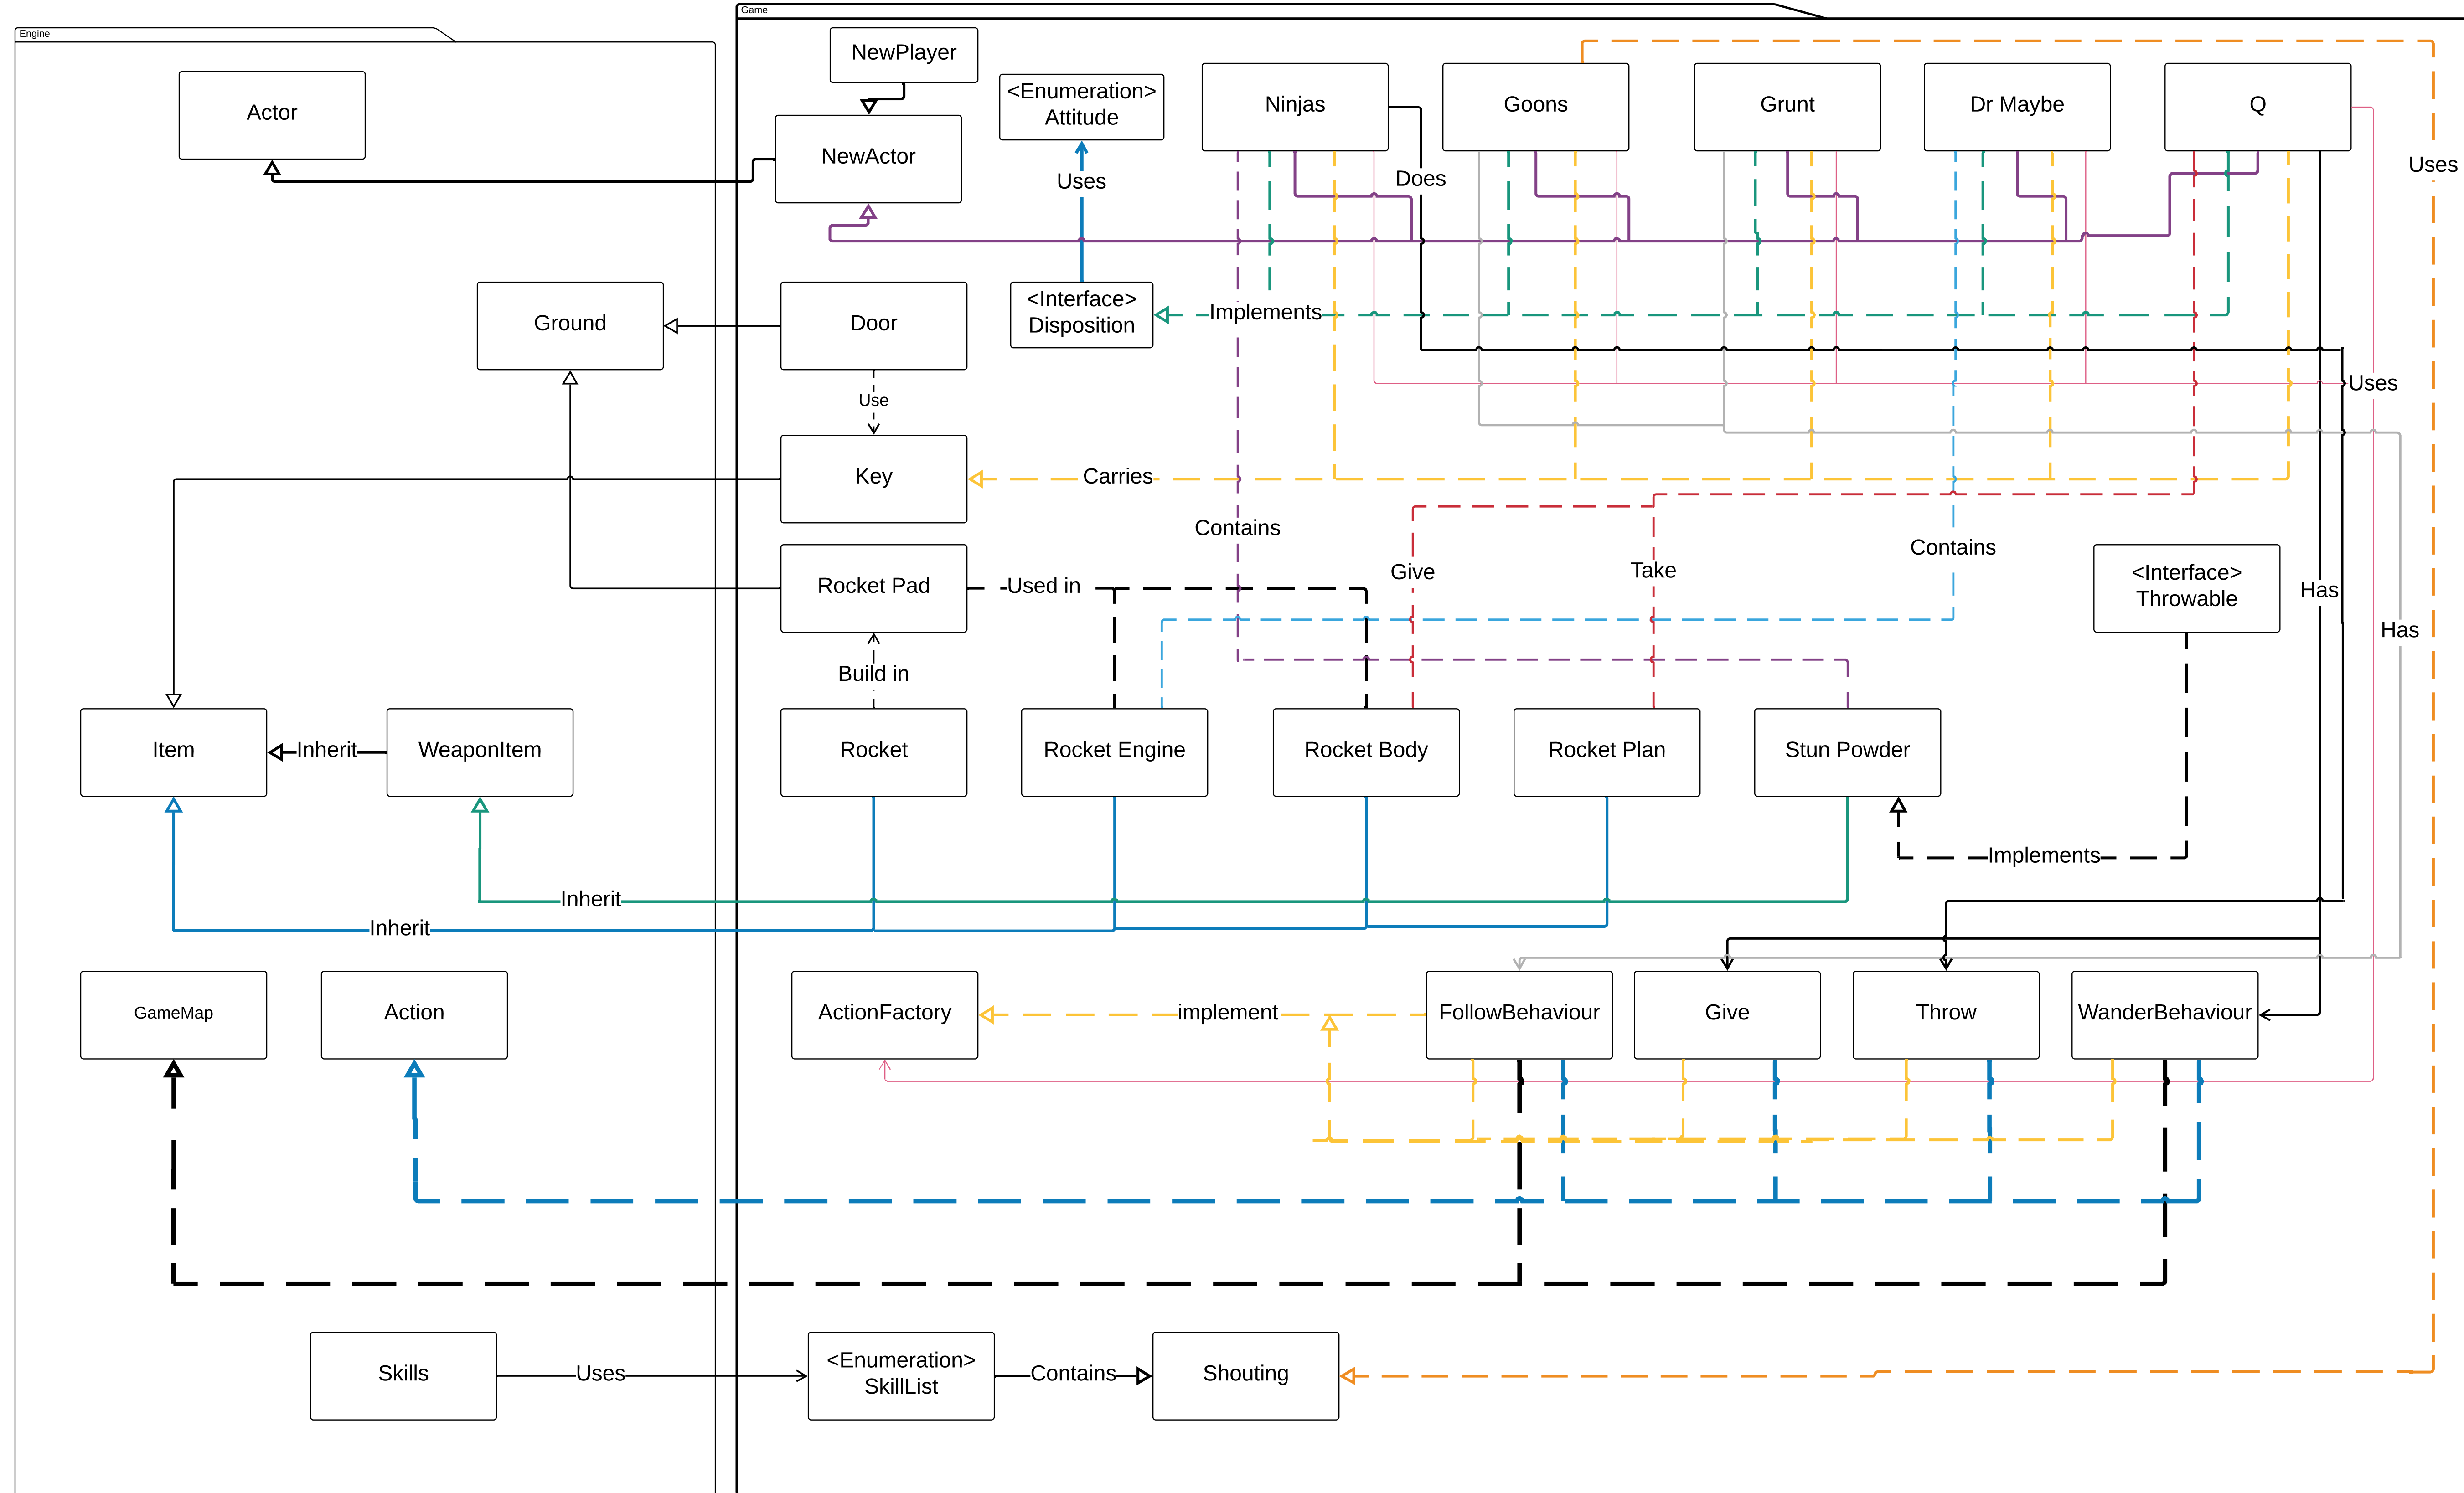 Game
Engine
NewPlayer
Actor
<Enumeration>
Attitude
Ninjas
Goons
Grunt
Dr Maybe
Q
NewActor
Uses
Does
Uses
Ground
Door
<Interface>
Disposition
Implements
Use
Uses
Key
Carries
Contains
Contains
Rocket Pad
Used in
Give
Take
<Interface>
Throwable
Has
Has
Build in
Item
Inherit
WeaponItem
Rocket
Rocket Engine
Rocket Body
Rocket Plan
Stun Powder
Implements
Inherit
Inherit
GameMap
Action
ActionFactory
implement
FollowBehaviour
Give
Throw
WanderBehaviour
Skills
Uses
<Enumeration>
SkillList
Contains
Shouting